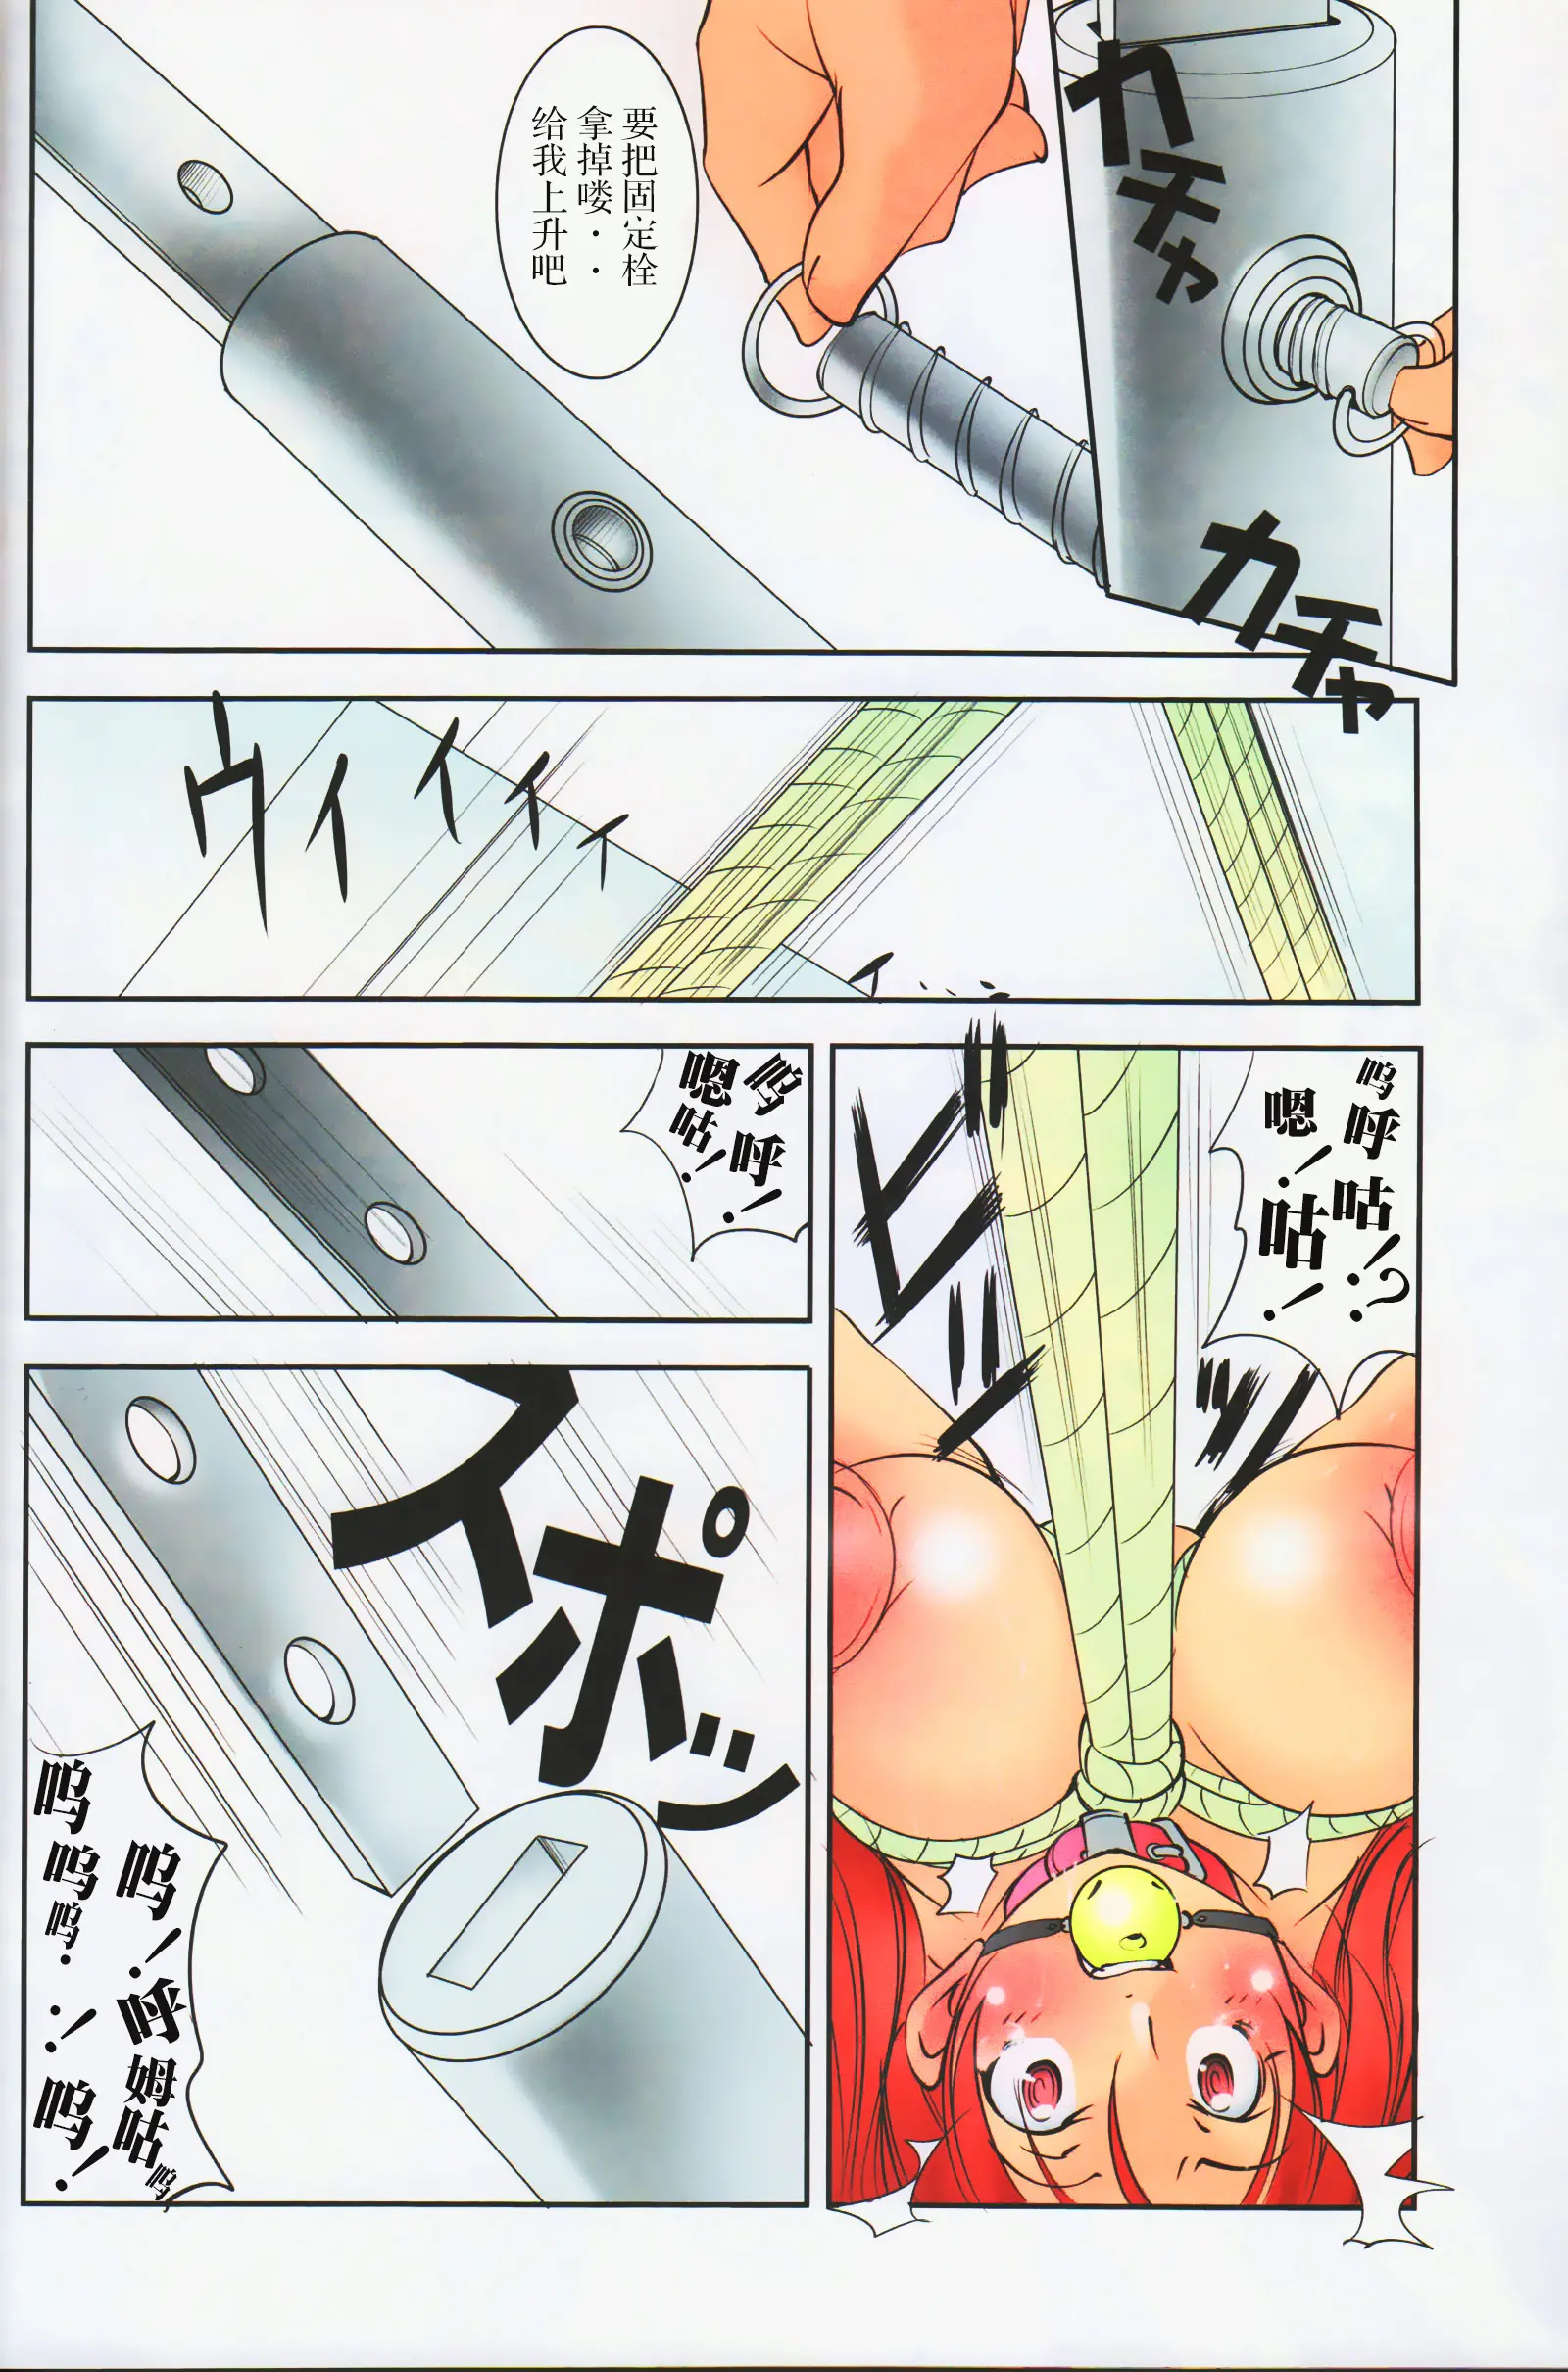 カチャ
カチャ
要把固定栓
拿掉喽・・
给我上升吧
ウィイイイイ
呜呼咕!?
嗯!咕!
ビーッ
呜呼!
嗯咕!
スポッ
呜!呼姆咕呜
呜呜呜・!呜!